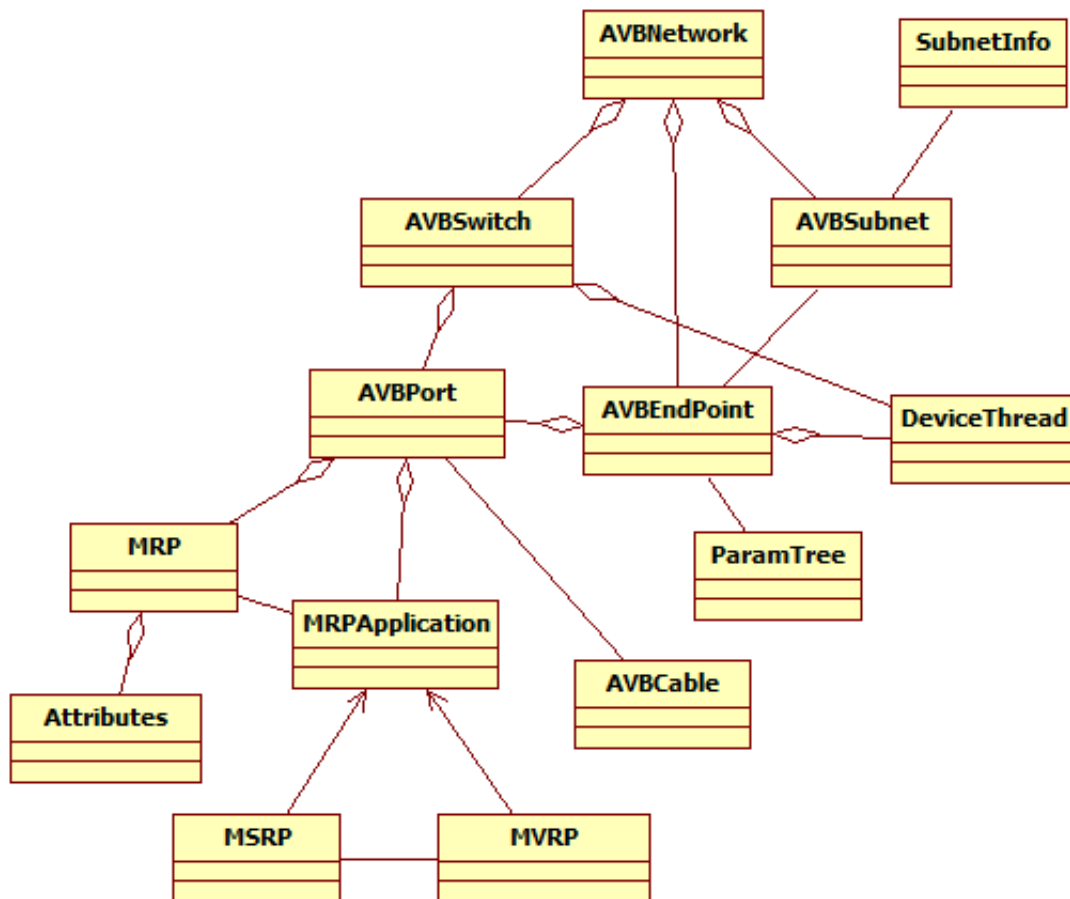 AVBNetwork
SubnetInfo
AVBSwitch
AVBSubnet
AVBPort
AVBEndPoint
DeviceThread
MRP
ParamTree
MRPApplication
AVBCable
Attributes
MSRP
MVRP